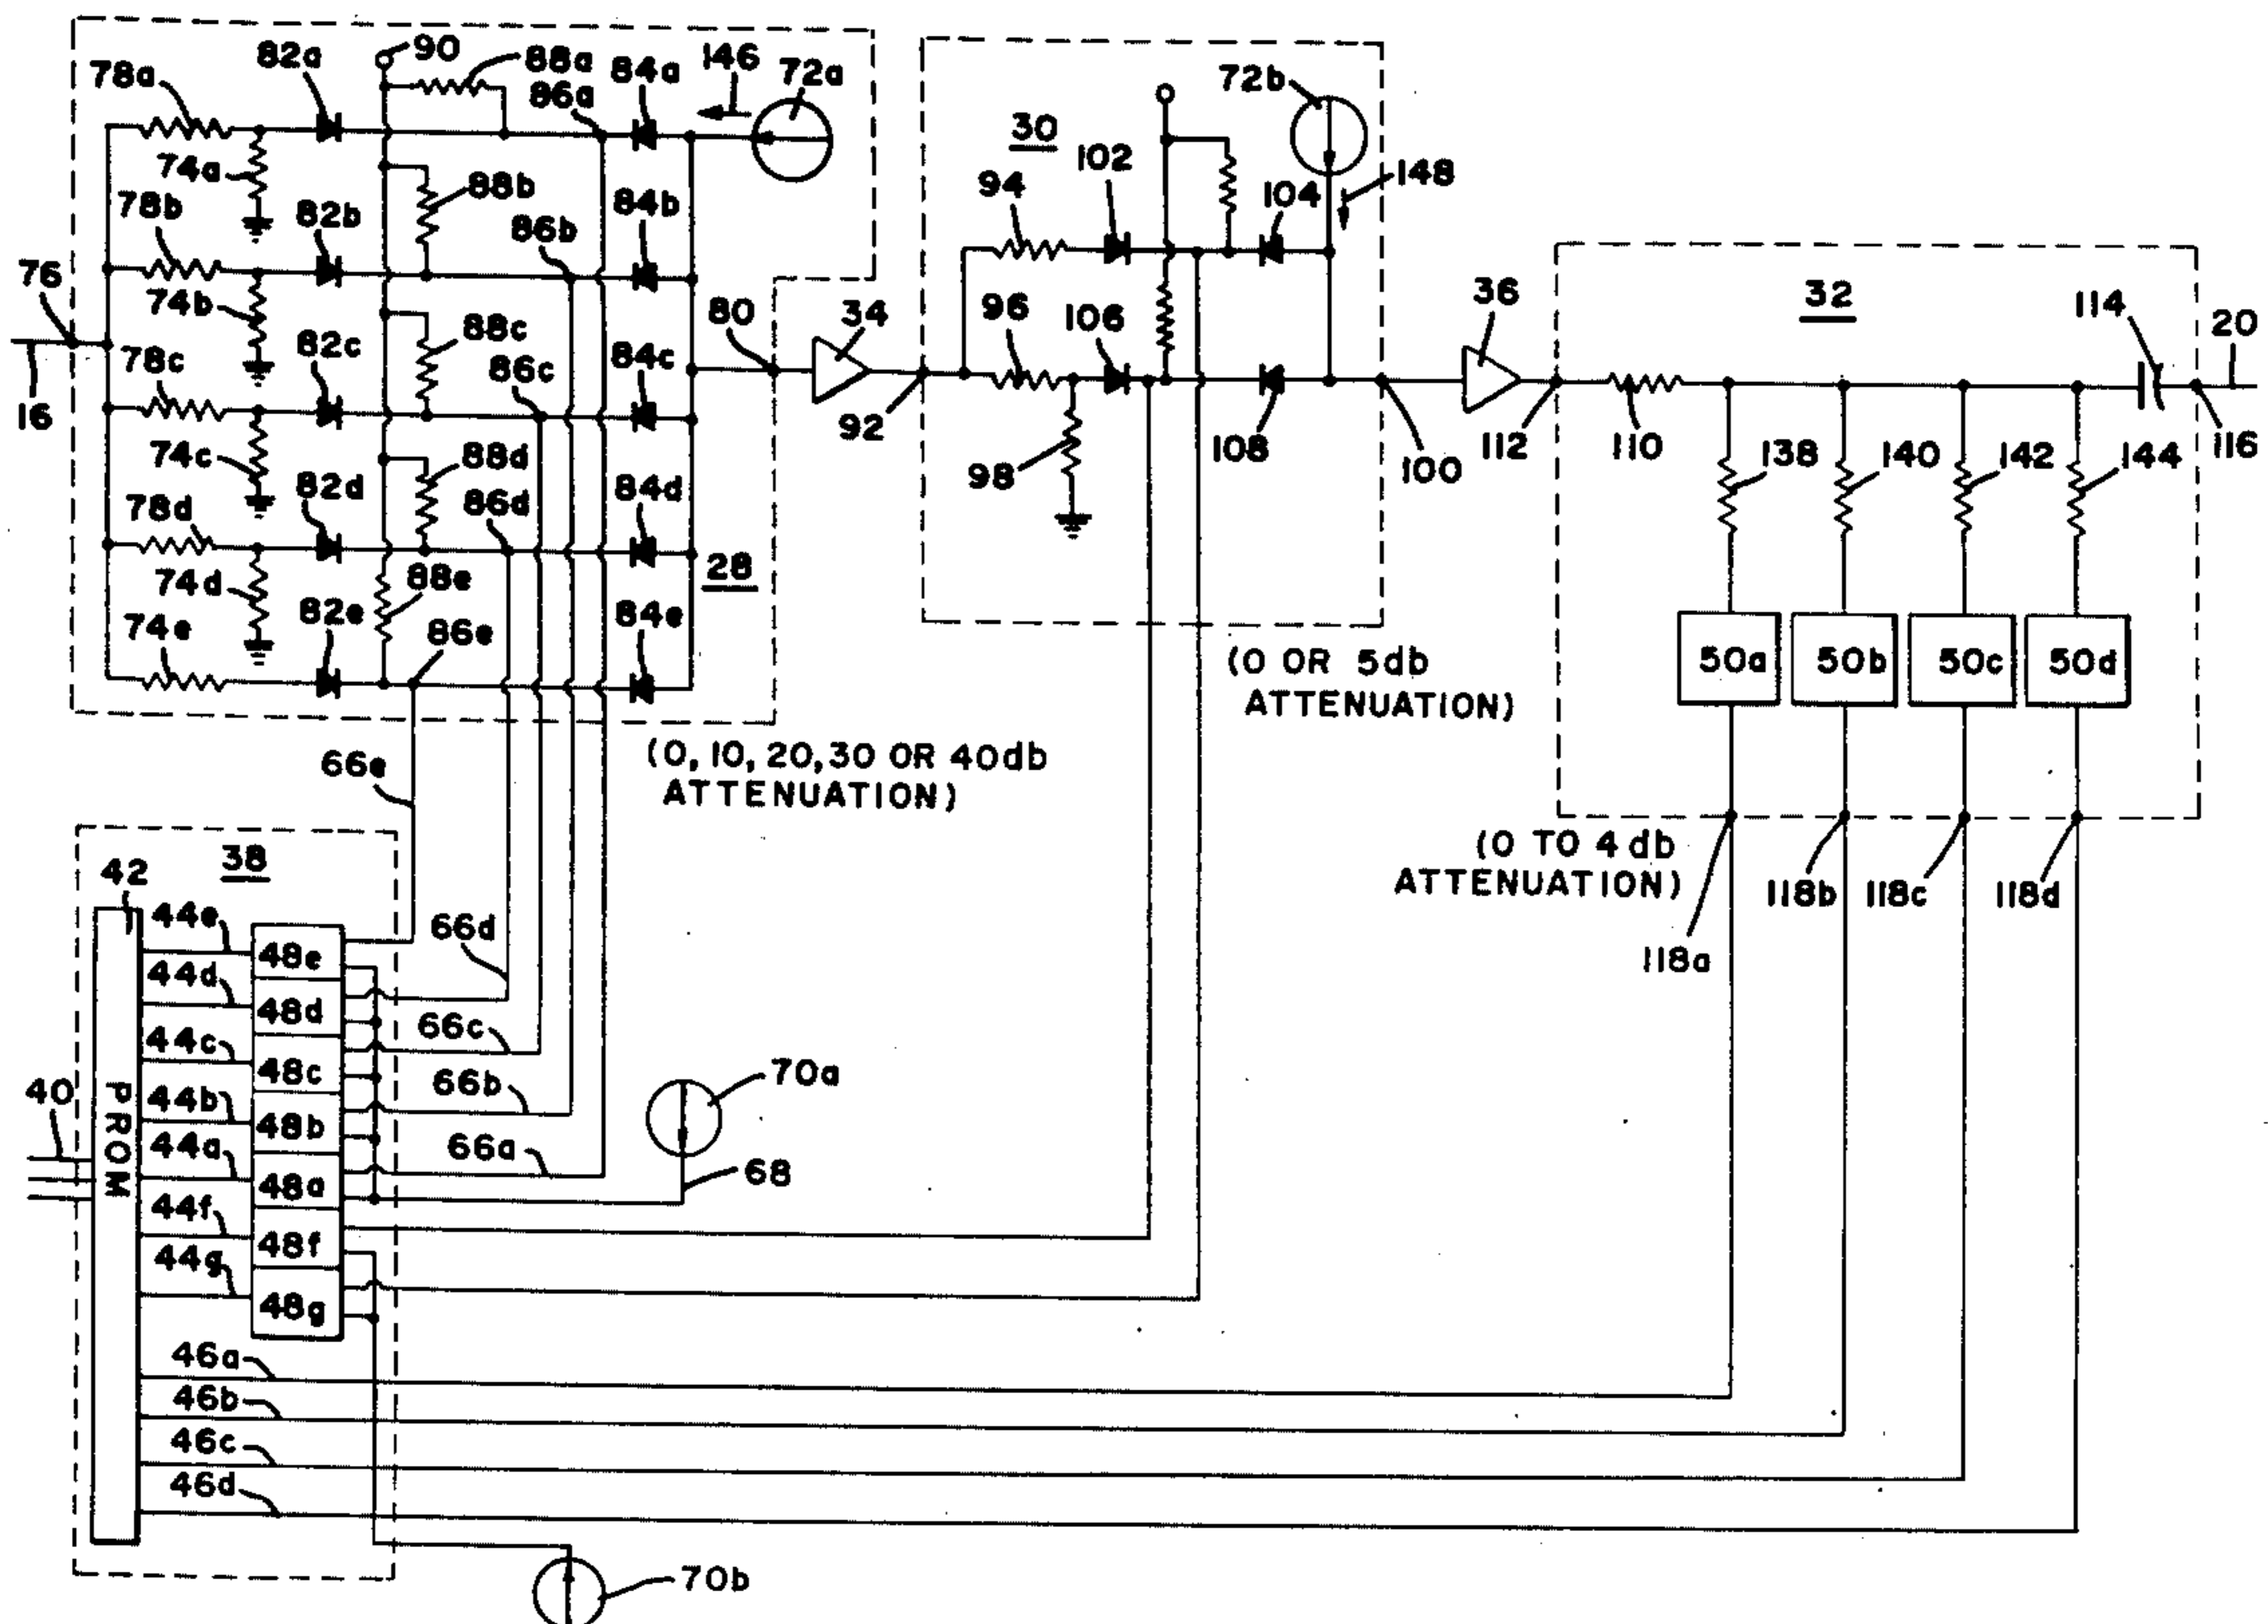 90
82a
88a
84a
146
72a
78a
86a
72b
30
102
74a
88b
148
94
104
78b
82b
84b
86b
76
74b
80
34
36
32
114
20
96
106
88c
82c
84c
78c
86c
16
92
108
100
112
110
116
74c
98
138
140
142
144
82d
88d
84d
78d
86d
28
74d
88e
82e
84e
74e
86e
50a
50b
50c
50d
(0 OR 5db
ATTENUATION)
66e
(0, 10, 20, 30 OR 40db
ATTENUATION)
(0 TO 4 db
ATTENUATION)
118a
118b
118c
118d
38
42
44e
48e
66d
44d
48d
66c
44c
48c
70a
40
PROM
44b
66b
48b
44a
66a
68
48a
44f
48f
44g
48g
46a
46b
46c
46d
70b